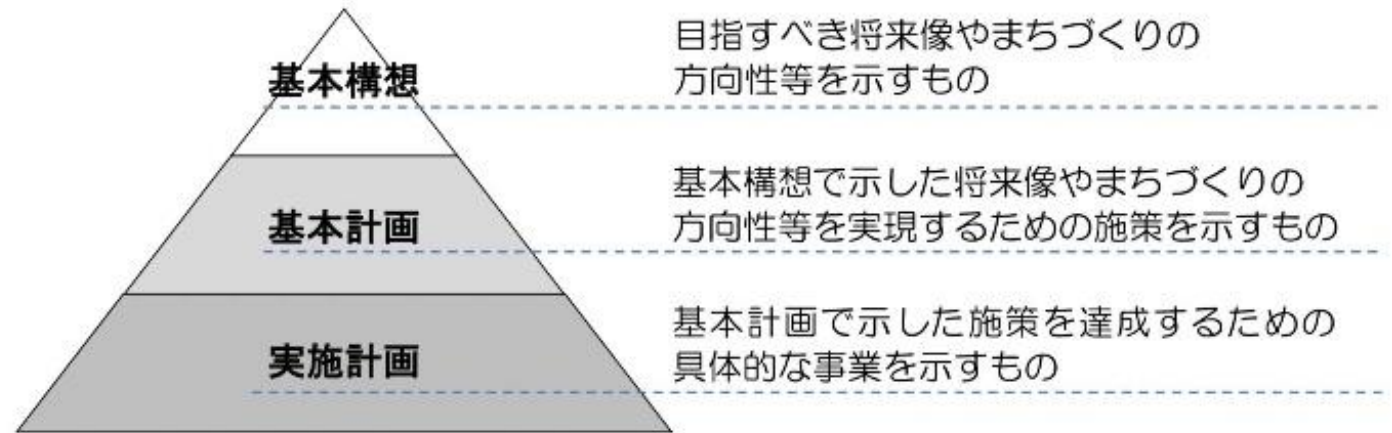 基本構想
目指すべき将来像やまちづくりの
方向性等を示すもの
基本計画
基本構想で示した将来像やまちづくりの
方向性等を実現するための施策を示すもの
実施計画
基本計画で示した施策を達成するための
具体的な事業を示すもの